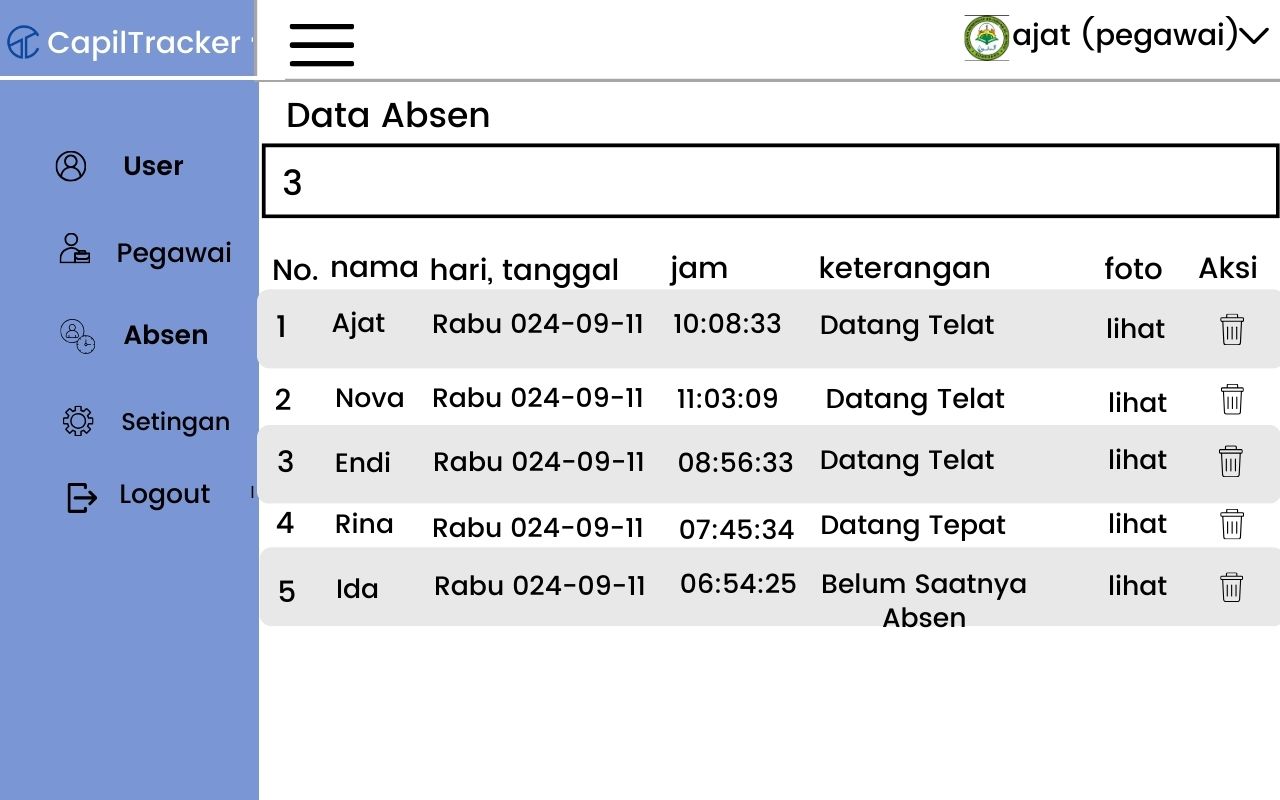 CapilTracker
ajat (pegawai)
User
Pegawai
Absen
Setingan
Logout
Data Absen
3
No. nama hari, tanggal jam keterangan foto Aksi
1 Ajat Rabu 024-09-11 10:08:33 Datang Telat lihat
2 Nova Rabu 024-09-11 11:03:09 Datang Telat lihat
3 Endi Rabu 024-09-11 08:56:33 Datang Telat lihat
4 Rina Rabu 024-09-11 07:45:34 Datang Tepat lihat
5 Ida Rabu 024-09-11 06:54:25 Belum Saatnya lihat
Absen